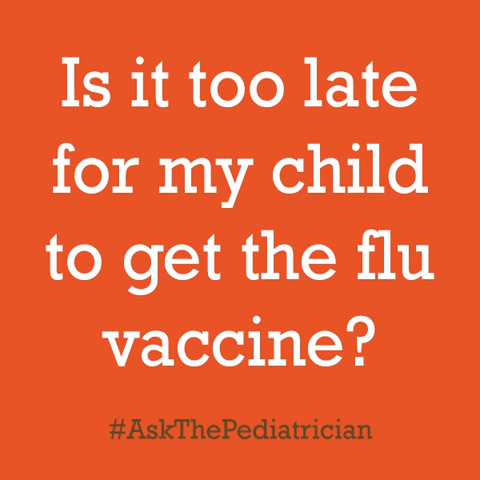 Is it too late
for my child
to get the flu
vaccine?
#AskThePediatrician